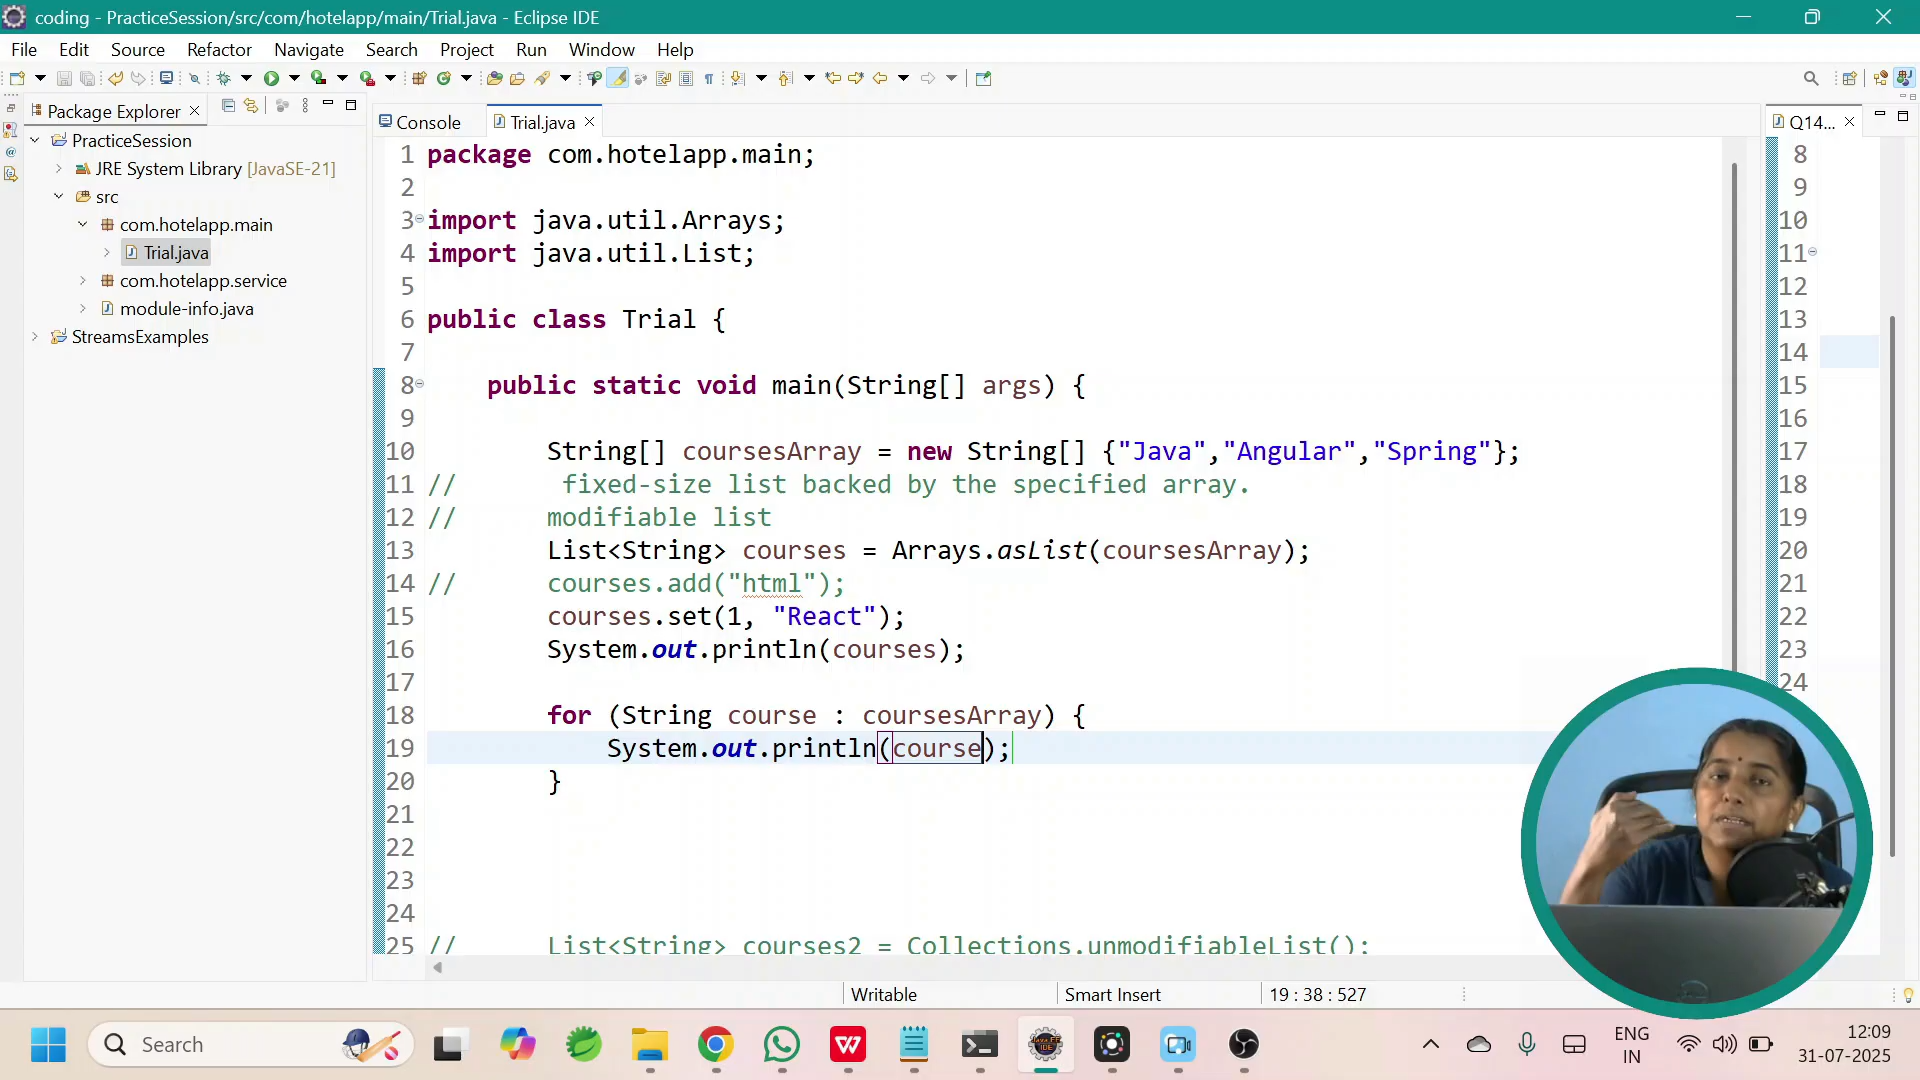 coding - PracticeSession/src/com/hotelapp/main/Trial.java - Eclipse IDE
File Edit Source Refactor Navigate Search Project Run Window Help
Package Explorer
PracticeSession
JRE System Library [JavaSE-21]
src
com.hotelapp.main
Trial.java
com.hotelapp.service
module-info.java
StreamsExamples
Console
Trial.java
1 package com.hotelapp.main;
2
3 import java.util.Arrays;
4 import java.util.List;
5
6 public class Trial {
7
8 public static void main(String[] args) {
9
10 String[] coursesArray = new String[] {"Java","Angular","Spring"};
11 // fixed-size list backed by the specified array.
12 // modifiable list
13 List<String> courses = Arrays.asList(coursesArray);
14 // courses.add("html");
15 courses.set(1, "React");
16 System.out.println(courses);
17
18 for (String course : coursesArray) {
19 System.out.println(course);
20 }
21
22
23
24
25 // List<String> courses2 = Collections.unmodifiableList();
Q14...
8
9
10
11
12
13
14
15
16
17
18
19
20
21
22
23
24
Writable
Smart Insert
19 : 38 : 527
Search
ENG
IN
12:09
31-07-2025